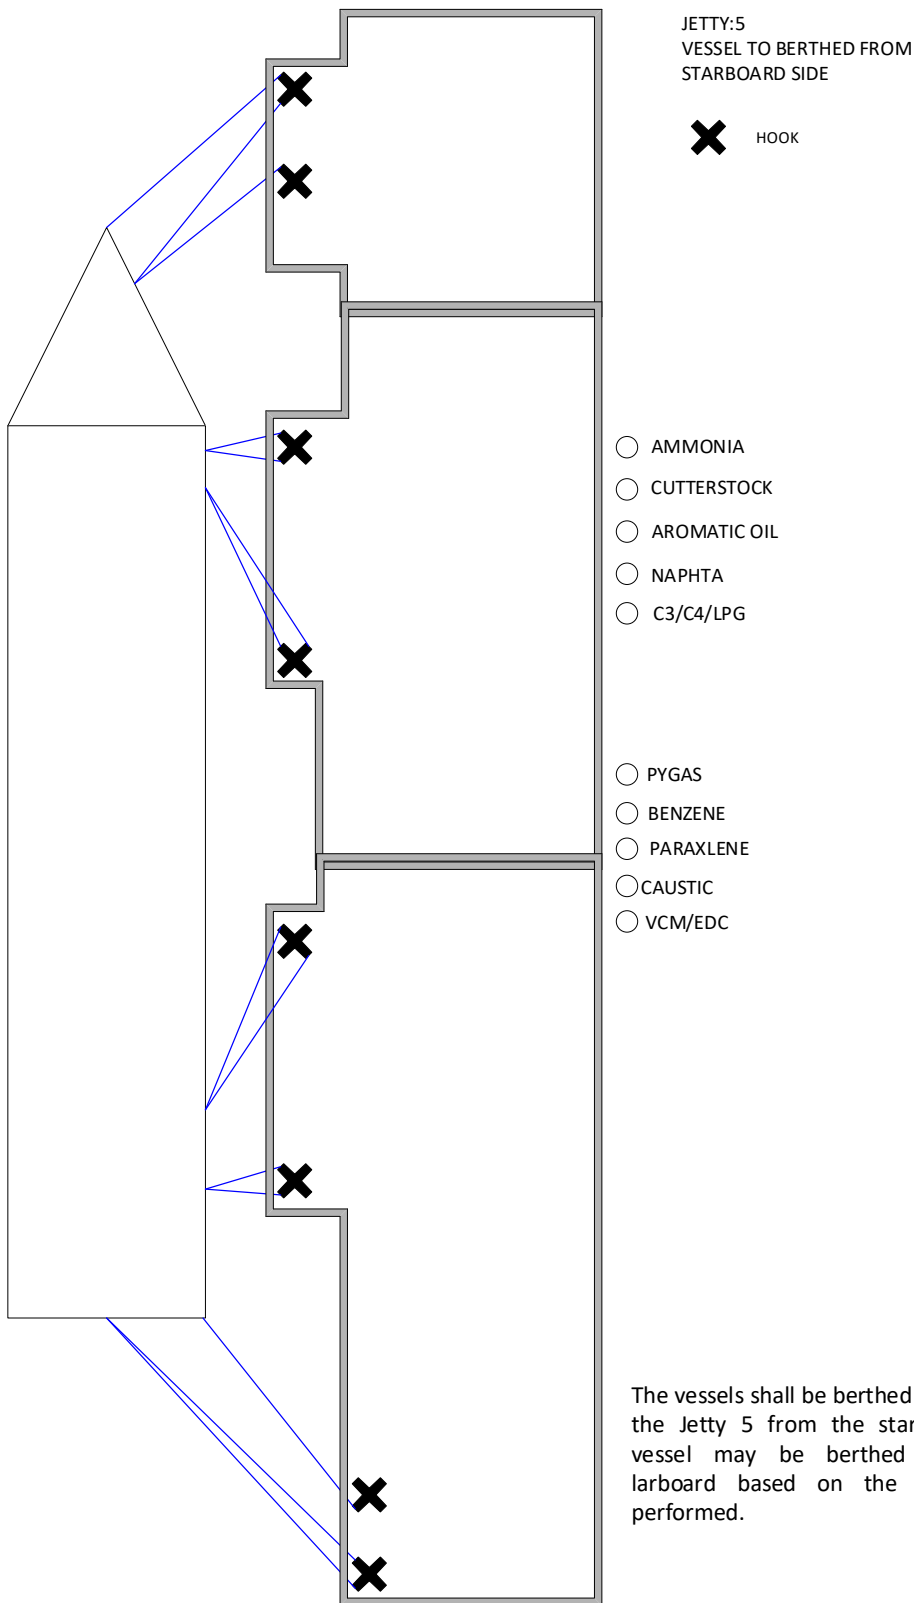 JETTY:5
VESSEL TO BERTHED FROM
STARBOARD SIDE
HOOK
AMMONIA
CUTTERSTOCK
AROMATIC OIL
NAPHTA
C3/C4/LPG
PYGAS
BENZENE
PARAXLENE
CAUSTIC
VCM/EDC
The vessels shall be berthed
the Jetty 5 from the star
vessel may be berthed
larboard based on the
performed.